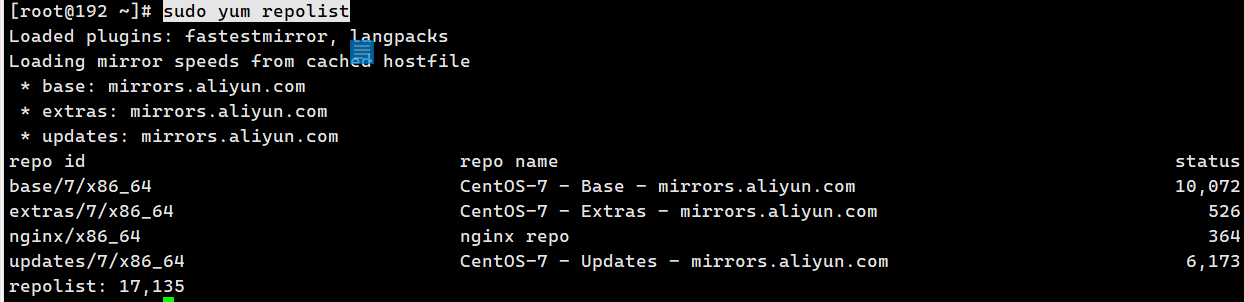 [root@192 ~]# sudo yum repolist
Loaded plugins: fastestmirror, langpacks
Loading mirror speeds from cached hostfile
 * base: mirrors.aliyun.com
 * extras: mirrors.aliyun.com
 * updates: mirrors.aliyun.com
repo id repo name status
base/7/x86_64 CentOS-7 - Base - mirrors.aliyun.com 10,072
extras/7/x86_64 CentOS-7 - Extras - mirrors.aliyun.com 526
nginx/x86_64 nginx repo 364
updates/7/x86_64 CentOS-7 - Updates - mirrors.aliyun.com 6,173
repolist: 17,135